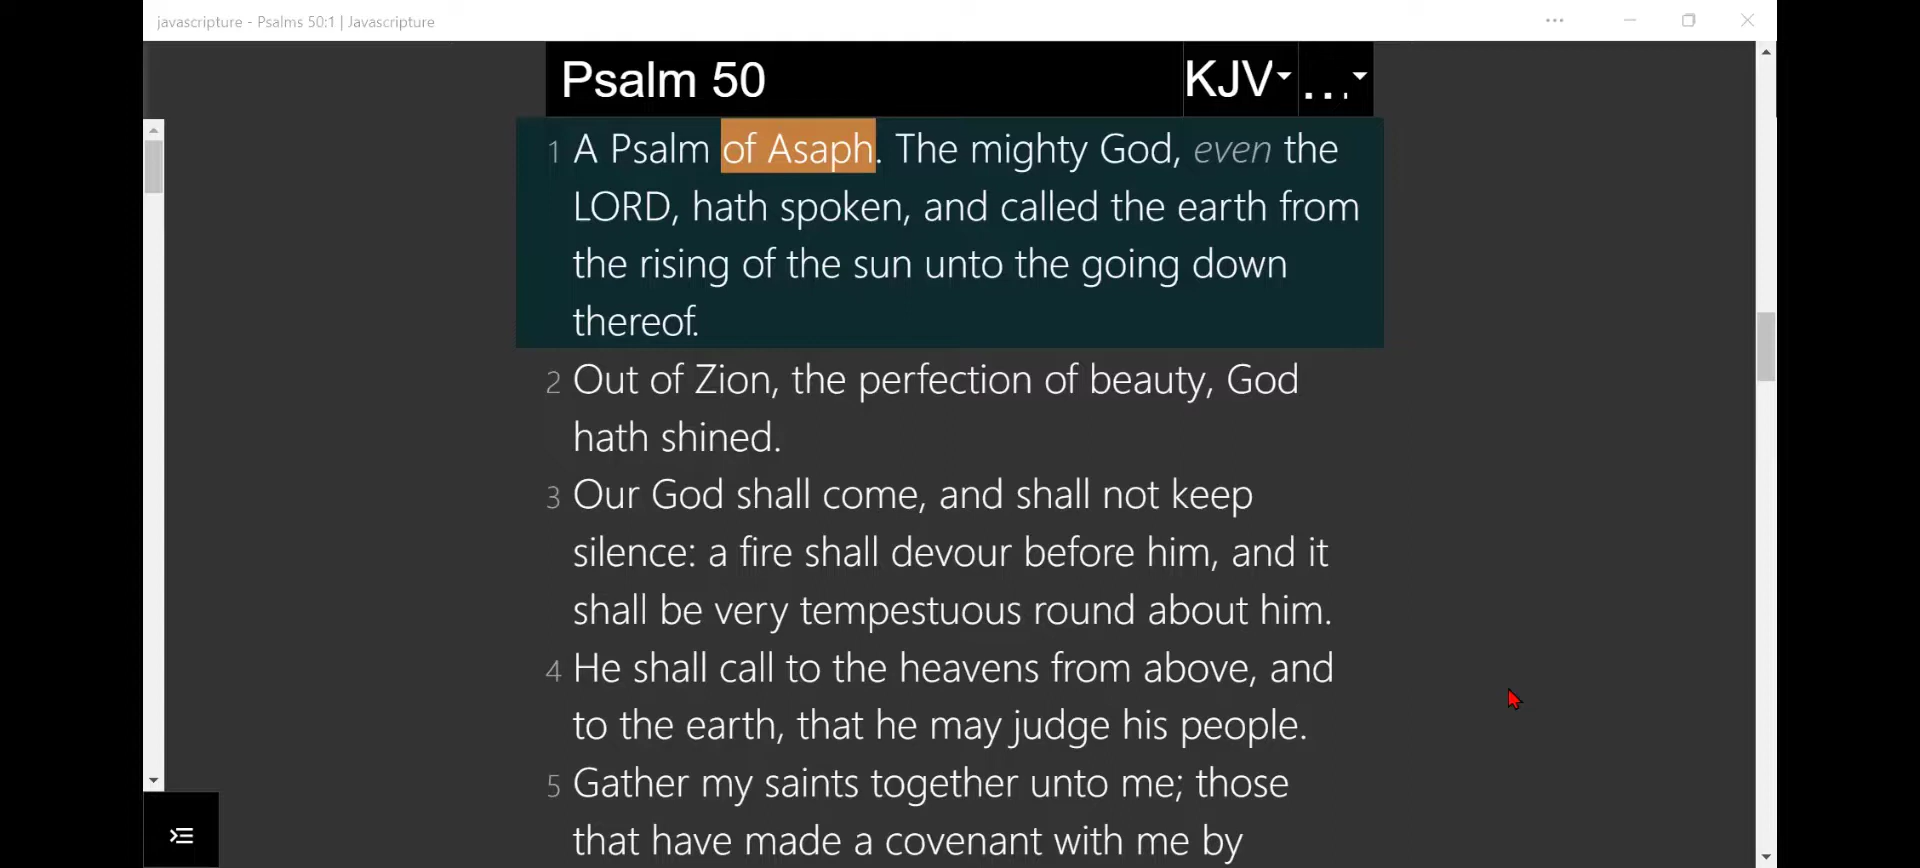 javascripture - Psalms 50:1 | Javascripture
Psalm 50 KJV ...
1 A Psalm of Asaph. The mighty God, even the
LORD, hath spoken, and called the earth from
the rising of the sun unto the going down
thereof.
2 Out of Zion, the perfection of beauty, God
hath shined.
3 Our God shall come, and shall not keep
silence: a fire shall devour before him, and it
shall be very tempestuous round about him.
4 He shall call to the heavens from above, and
to the earth, that he may judge his people.
5 Gather my saints together unto me; those
that have made a covenant with me by